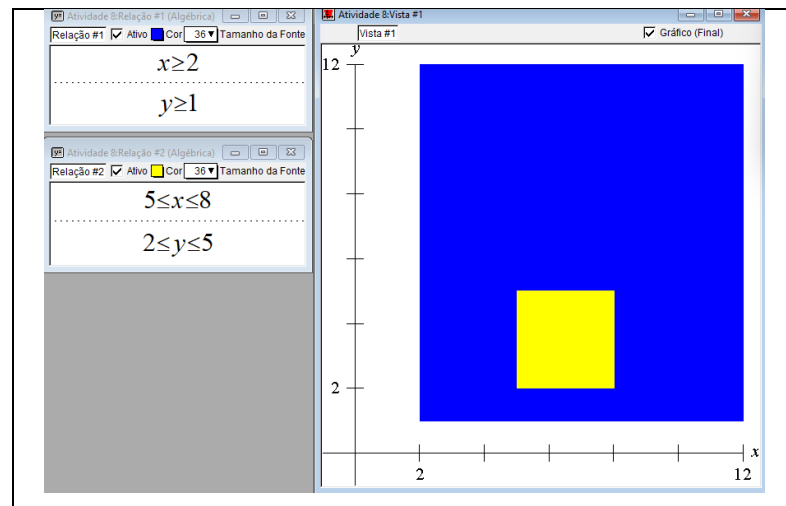 Atividade 8:Relação #1 (Algébrica)
Relação #1 Ativo Cor 36 Tamanho da Fonte
x≥2
y≥1
Atividade 8:Relação #2 (Algébrica)
Relação #2 Ativo Cor 36 Tamanho da Fonte
5≤x≤8
2≤y≤5
Atividade 8:Vista #1
Vista #1 Gráfico (Final)
y
12
2
x
2 12